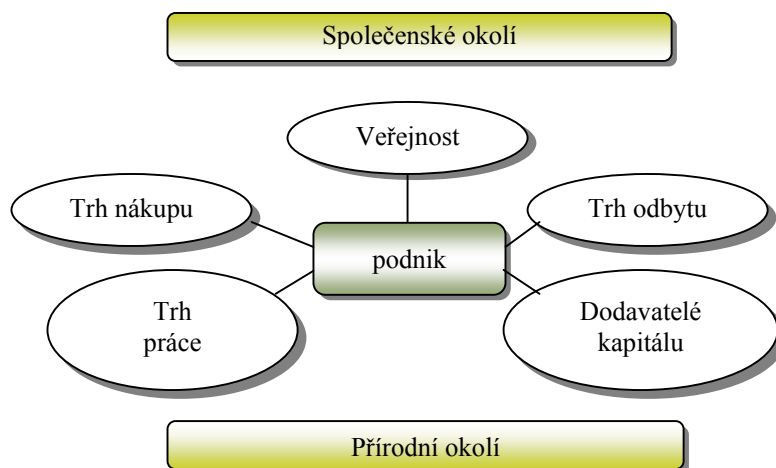 Společenské okolí
Veřejnost
Trh nákupu
Trh odbytu
podnik
Trh
práce
Dodavatelé
kapitálu
Přírodní okolí